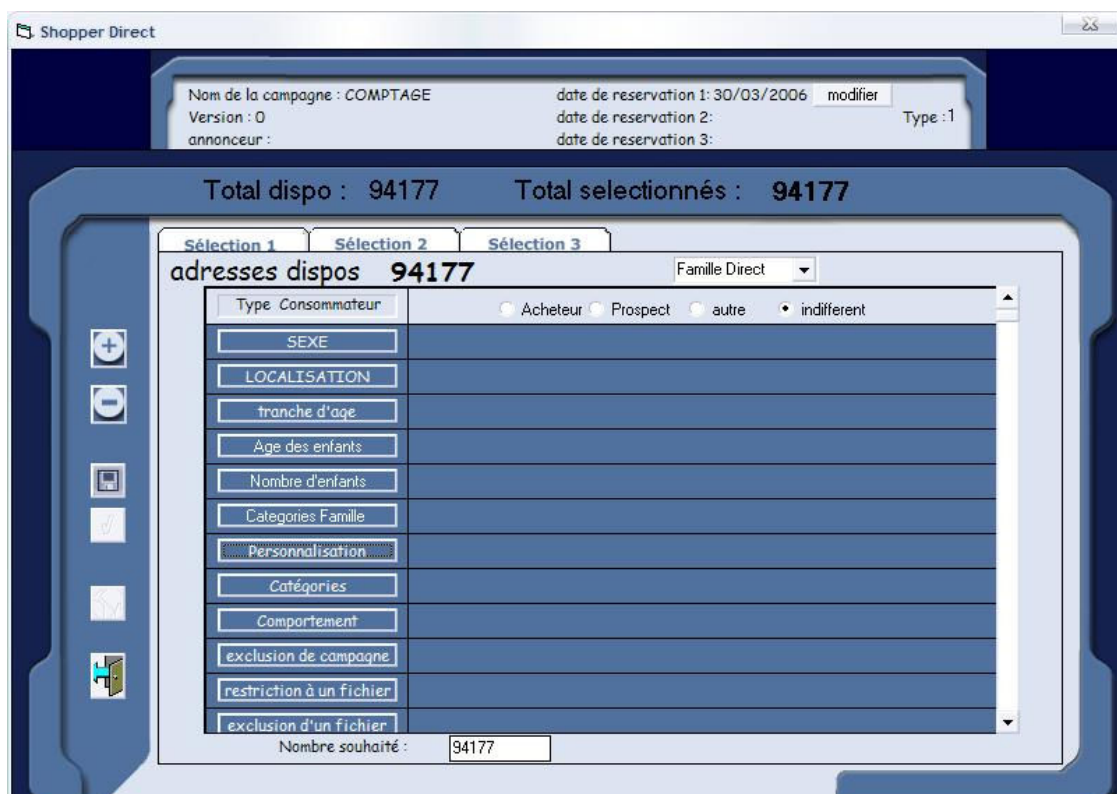 Shopper Direct
Nom de la campagne : COMPTAGE
Version : 0
annonceur :
date de reservation 1: 30/03/2006 modifier
date de reservation 2:
date de reservation 3:
Type :1
Total dispo : 94177 Total selectionnés : 94177
Sélection 1 Sélection 2 Sélection 3
adresses dispos 94177 Famille Direct
Type Consommateur Acheteur Prospect autre indifferent
SEXE
LOCALISATION
tranche d'age
Age des enfants
Nombre d'enfants
Categories Famille
Personnalisation
Catégories
Comportement
exclusion de campagne
restriction à un fichier
exclusion d'un fichier
Nombre souhaité : 94177